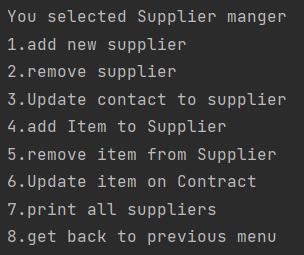 You selected Supplier manger
1.add new supplier
2.remove supplier
3.Update contact to supplier
4.add Item to Supplier
5.remove item from Supplier
6.Update item on Contract
7.print all suppliers
8.get back to previous menu